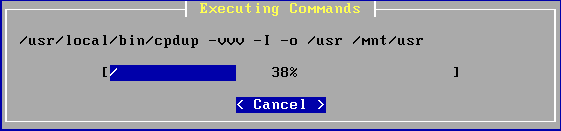 Executing Commands
/usr/local/bin/cpdup -vvv -I -o /usr /mnt/usr
[/ 38% ]
< Cancel >